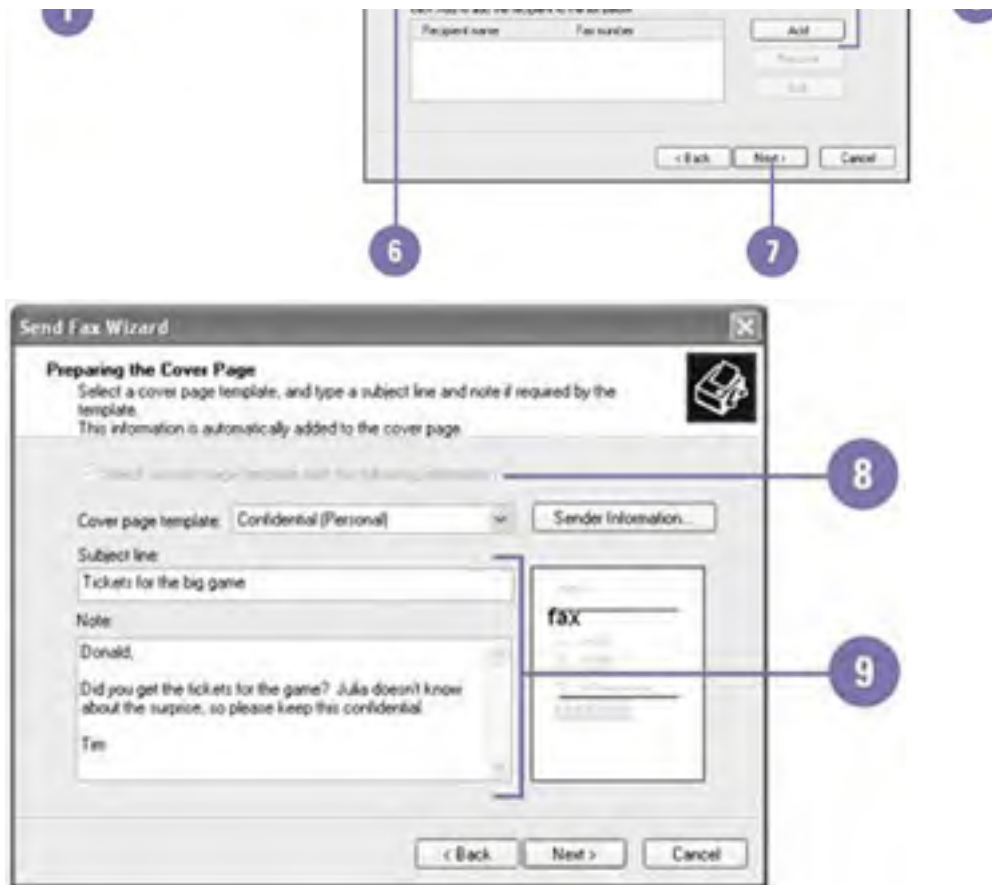 Recipient name Fax number Add
< Back Next > Cancel
6 7
Send Fax Wizard
Preparing the Cover Page
Select a cover page template, and type a subject line and note if required by the
template.
This information is automatically added to the cover page.
8
Cover page template: Confidential (Personal) Sender Information...
Subject line:
Tickets for the big game
Note:
fax
Donald,
9
Did you get the tickets for the game? Julia doesn't know
about the surprise, so please keep this confidential.
Tim
< Back Next > Cancel